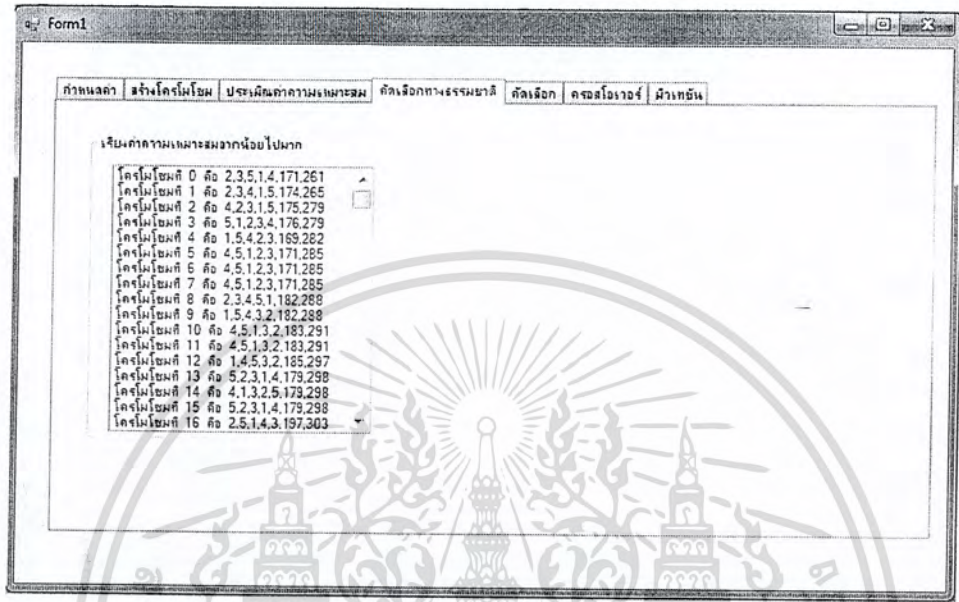 Form1
กำหนดค่า สร้างโครโมโซม ประเมินค่าความเหมาะสม คัดเลือกทางธรรมชาติ คัดเลือก ครอสโอเวอร์ มิวเทชัน
เรียงค่าความเหมาะสมจากน้อยไปมาก
โครโมโซมที่ 0 คือ 2,3,5,1,4,171,261
โครโมโซมที่ 1 คือ 2,3,4,1,5,174,265
โครโมโซมที่ 2 คือ 4,2,3,1,5,175,279
โครโมโซมที่ 3 คือ 5,1,2,3,4,176,279
โครโมโซมที่ 4 คือ 1,5,4,2,3,169,282
โครโมโซมที่ 5 คือ 4,5,1,2,3,171,285
โครโมโซมที่ 6 คือ 4,5,1,2,3,171,285
โครโมโซมที่ 7 คือ 4,5,1,2,3,171,285
โครโมโซมที่ 8 คือ 2,3,4,5,1,182,288
โครโมโซมที่ 9 คือ 1,5,4,3,2,182,288
โครโมโซมที่ 10 คือ 4,5,1,3,2,183,291
โครโมโซมที่ 11 คือ 4,5,1,3,2,183,291
โครโมโซมที่ 12 คือ 1,4,5,3,2,185,297
โครโมโซมที่ 13 คือ 5,2,3,1,4,179,298
โครโมโซมที่ 14 คือ 4,1,3,2,5,179,298
โครโมโซมที่ 15 คือ 5,2,3,1,4,179,298
โครโมโซมที่ 16 คือ 2,5,1,4,3,197,303